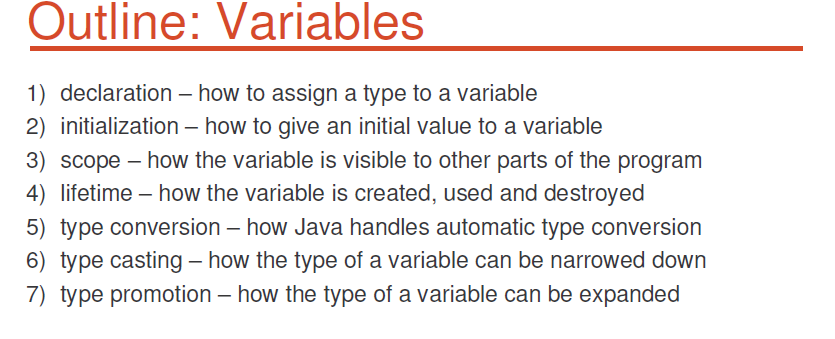 Outline: Variables
1) declaration – how to assign a type to a variable
2) initialization – how to give an initial value to a variable
3) scope – how the variable is visible to other parts of the program
4) lifetime – how the variable is created, used and destroyed
5) type conversion – how Java handles automatic type conversion
6) type casting – how the type of a variable can be narrowed down
7) type promotion – how the type of a variable can be expanded